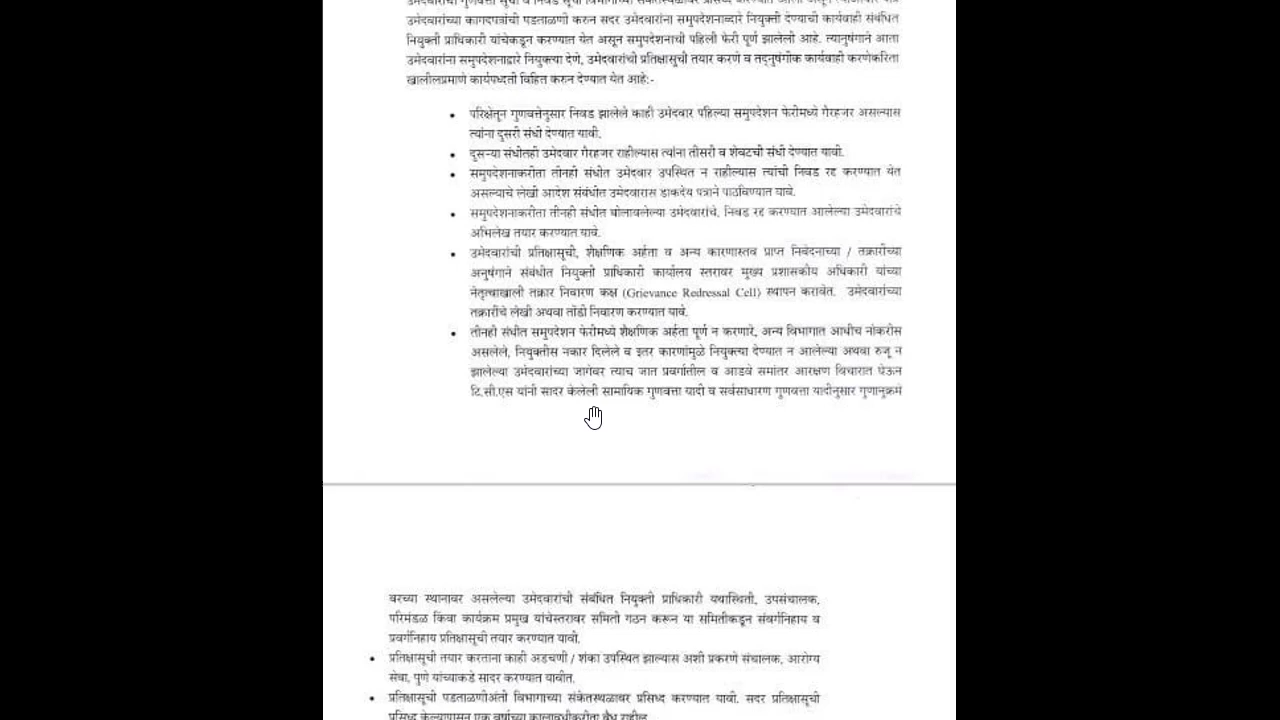 उमेदवारांच्या कागदपत्रांची पडताळणी करुन सदर उमेदवारांना समुपदेशनाव्दारे नियुक्ती देण्याची कार्यवाही संबंधित
नियुक्ती प्राधिकारी यांचेकडून करण्यात येत असून समुपदेशनाची पहिली फेरी पूर्ण झालेली आहे. त्यानुषंगाने आता
उमेदवारांना समुपदेशनाद्वारे नियुक्त्या देणे, उमेदवारांची प्रतिक्षासुची तयार करणे व तद्नुषंगीक कार्यवाही करणेकरिता
खालीलप्रमाणे कार्यपध्दती विहित करुन देण्यात येत आहे:-
• परिक्षेतून गुणवत्तेनुसार निवड झालेले काही उमेदवार पहिल्या समुपदेशन फेरीमध्ये गैरहजर असल्यास
त्यांना दुसरी संधी देण्यात यावी.
• दुसऱ्या संधीतही उमेदवार गैरहजर राहील्यास त्यांना तीसरी व शेवटची संधी देण्यात यावी.
• समुपदेशनाकरीता तीनही संधीत उमेदवार उपस्थित न राहील्यास त्यांची निवड रद्द करण्यात येत
असल्याचे लेखी आदेश संबंधीत उमेदवारास डाकदेय पत्राने पाठविण्यात यावे.
• समुपदेशनाकरीता तीनही संधीत बोलावलेल्या उमेदवारांचे, निवड रद्द करण्यात आलेल्या उमेदवारांचे
अभिलेख तयार करण्यात यावे.
• उमेदवारांची प्रतिक्षासूची, शैक्षणिक अर्हता व अन्य कारणास्तव प्राप्त निवेदनाच्या / तक्रारीच्या
अनुषंगाने संबंधीत नियुक्ती प्राधिकारी कार्यालय स्तरावर मुख्य प्रशासकीय अधिकारी यांच्या
नेतृत्वाखाली तक्रार निवारण कक्ष (Grievance Redressal Cell) स्थापन करावेत. उमेदवारांच्या
तक्रारींचे लेखी अथवा तोंडी निवारण करण्यात यावे.
• तीनही संधीत समुपदेशन फेरीमध्ये शैक्षणिक अर्हता पूर्ण न करणारे, अन्य विभागात आधीच नोकरीस
असलेले, नियुक्तीस नकार दिलेले व इतर कारणांमुळे नियुक्त्या देण्यात न आलेल्या अथवा रुजू न
झालेल्या उमेदवारांच्या जागेवर त्याच जात प्रवर्गातील व आडवे समांतर आरक्षण विचारात घेऊन
टि.सी.एस यांनी सादर केलेली सामायिक गुणवत्ता यादी व सर्वसाधारण गुणवत्ता यादीनुसार गुणानुक्रमे
वरच्या स्थानावर असलेल्या उमेदवारांची संबंधित नियुक्ती प्राधिकारी यथास्थिती, उपसंचालक,
परिमंडळ किंवा कार्यक्रम प्रमुख यांचेस्तरावर समिती गठन करून या समितीकडून संवर्गनिहाय व
प्रवर्गनिहाय प्रतिक्षासूची तयार करण्यात यावी.
• प्रतिक्षासूची तयार करताना काही अडचणी / शंका उपस्थित झाल्यास अशी प्रकरणे संचालक, आरोग्य
सेवा, पुणे यांच्याकडे सादर करण्यात यावीत.
• प्रतिक्षासूची पडताळणीअंती विभागाच्या संकेतस्थळावर प्रसिध्द करण्यात यावी. सदर प्रतिक्षासूची
प्रसिध्द केल्यापासून एक वर्षाच्या कालावधीकरीता वैध राहील.